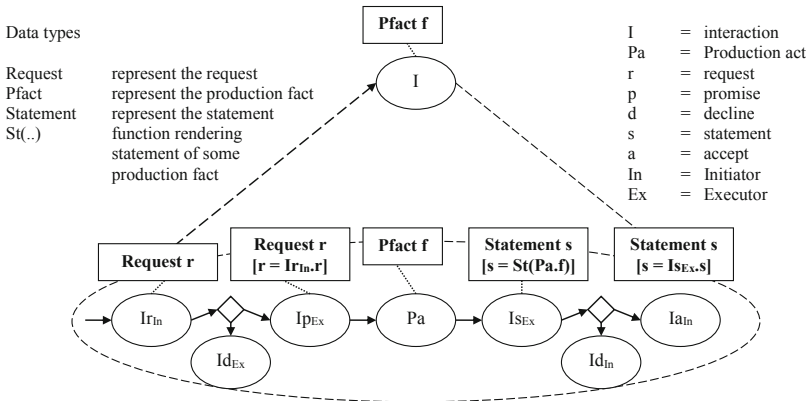 Pfact f
Data types
Request represent the request
Pfact represent the production fact
Statement represent the statement
St(..) function rendering
statement of some
production fact
I
I = interaction
Pa = Production act
r = request
p = promise
d = decline
s = statement
a = accept
In = Initiator
Ex = Executor
Request r
Request r
[r = IrIn.r]
Pfact f
Statement s
[s = St(Pa.f)]
Statement s
[s = IsEx.s]
IrIn
IpEx
Pa
IsEx
IaIn
IdEx
IdIn